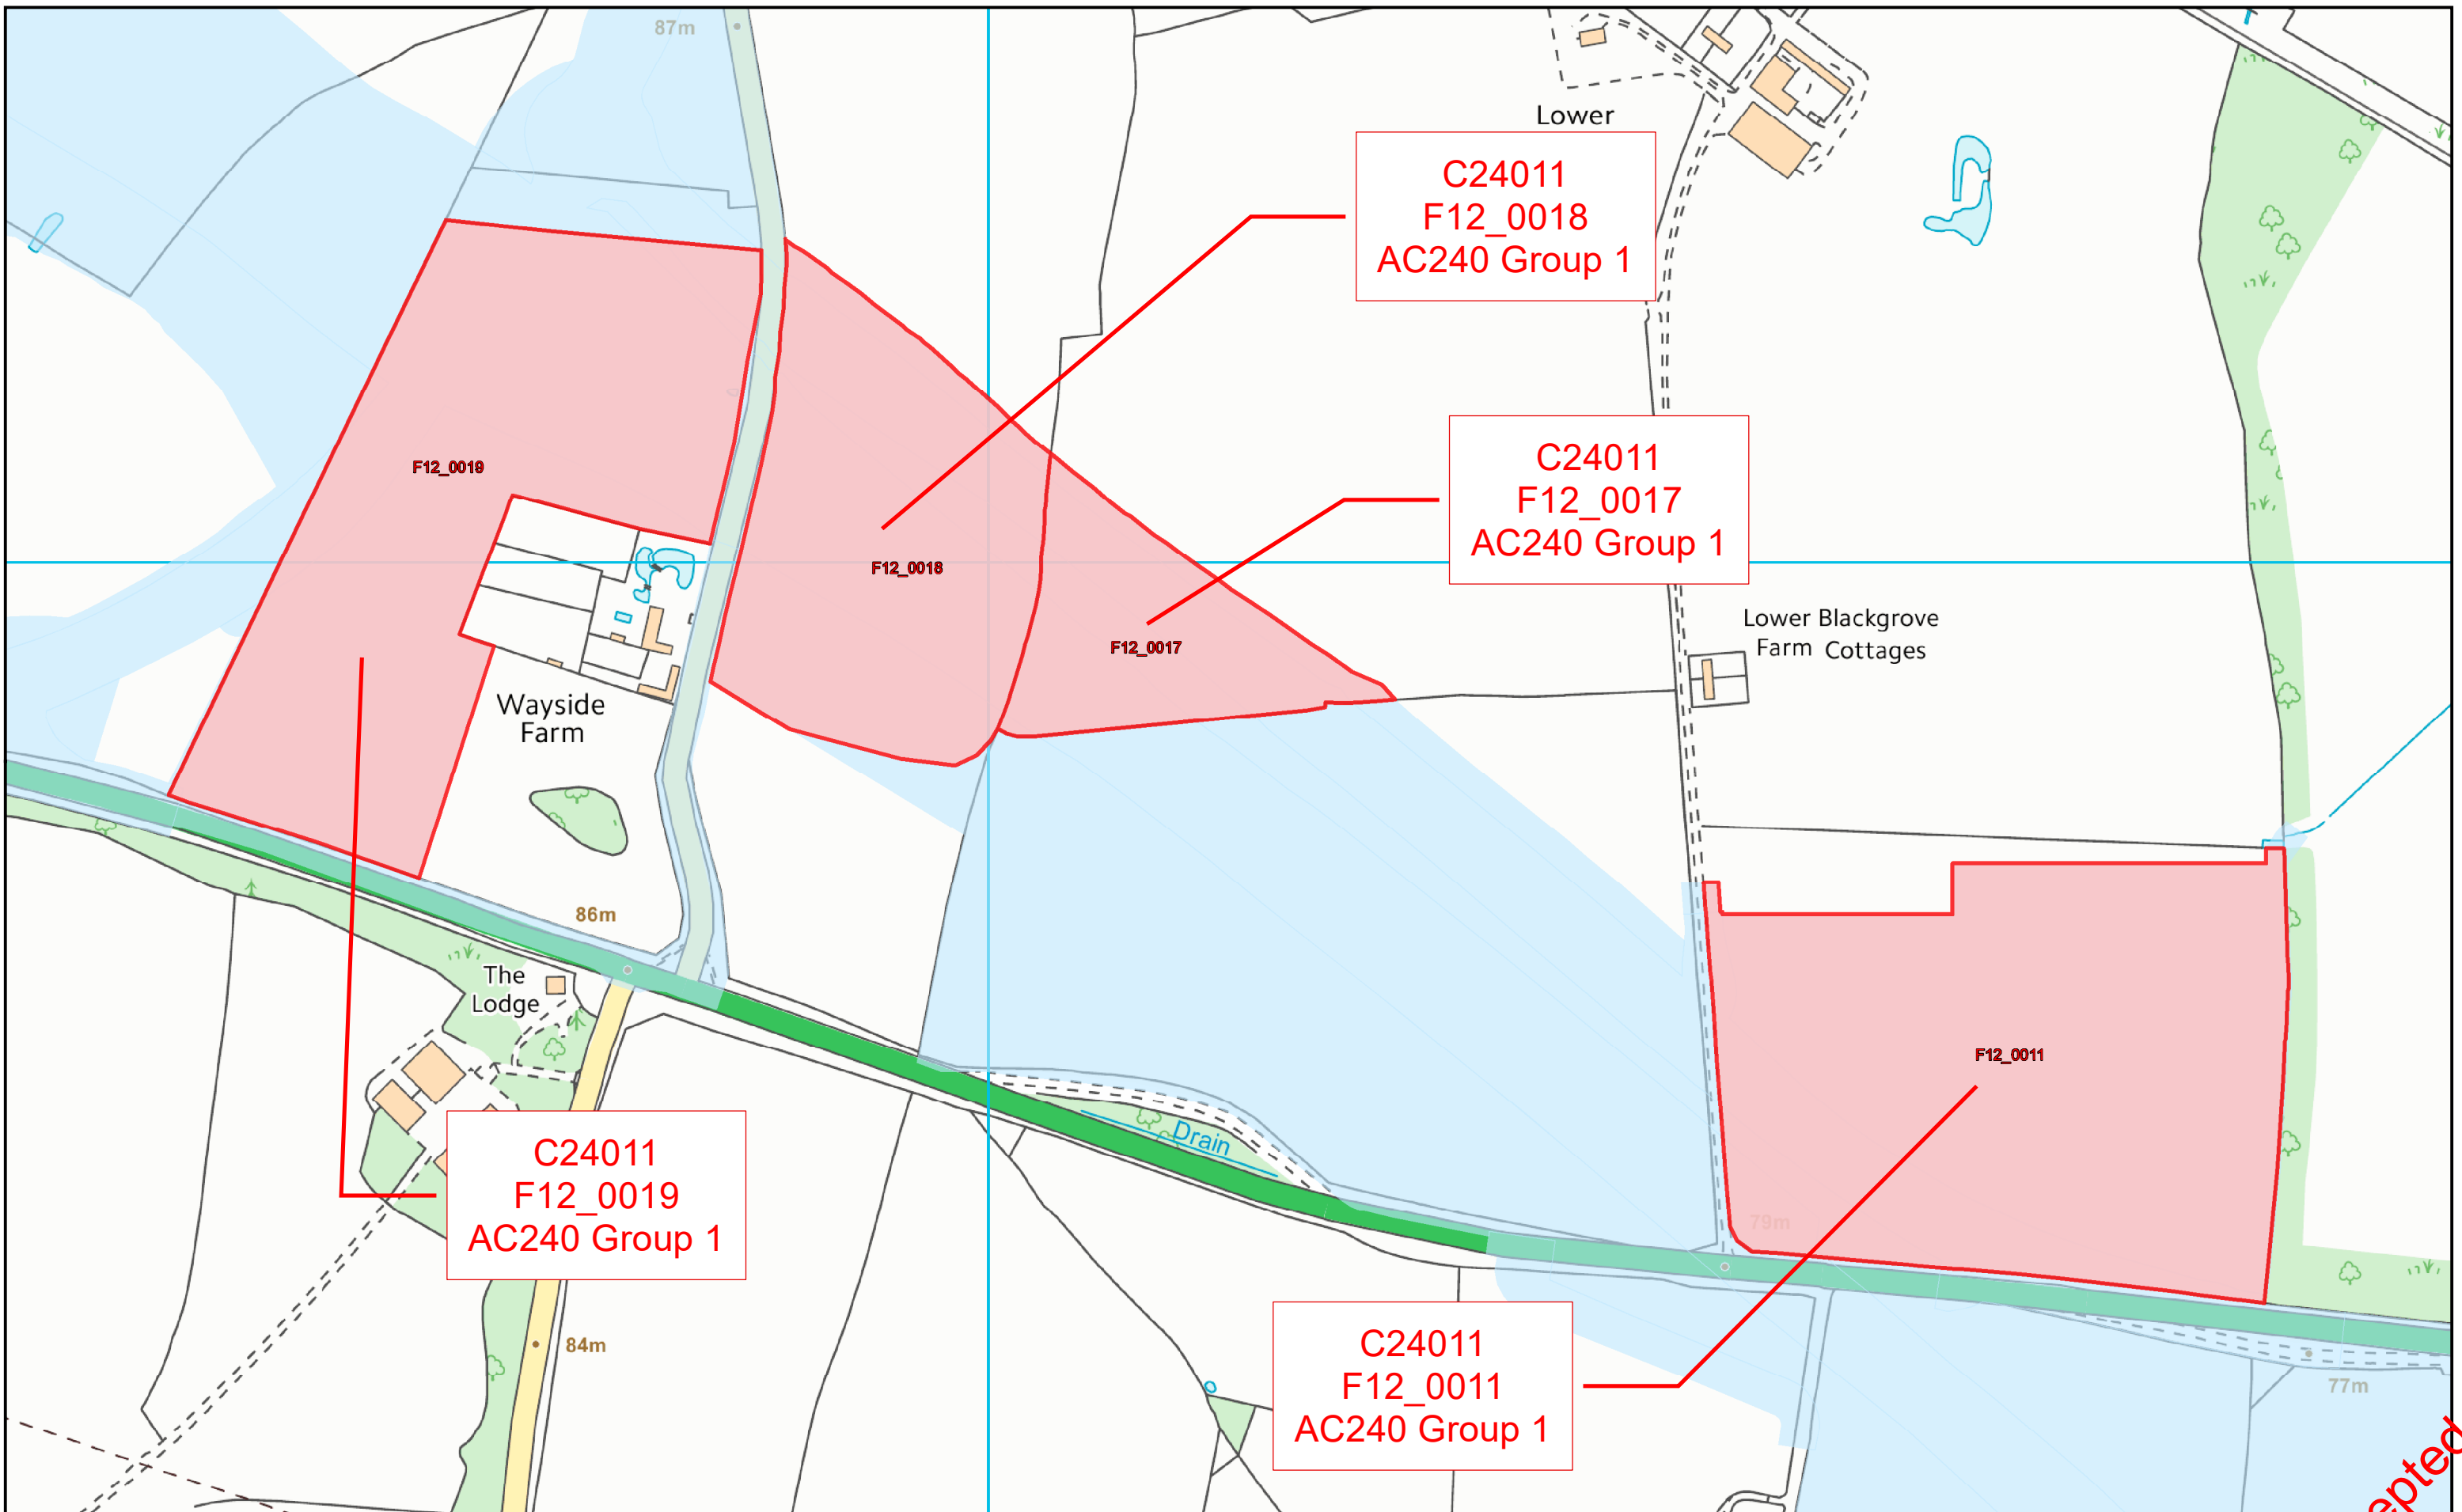 87m
Lower
C24011
F12_0018
AC240 Group 1
C24011
F12_0017
AC240 Group 1
F12_0019
F12_0018
F12_0017
Lower Blackgrove
Farm Cottages
Wayside
Farm
86m
The
Lodge
F12_0011
Drain
79m
C24011
F12_0019
AC240 Group 1
84m
C24011
F12_0011
AC240 Group 1
77m